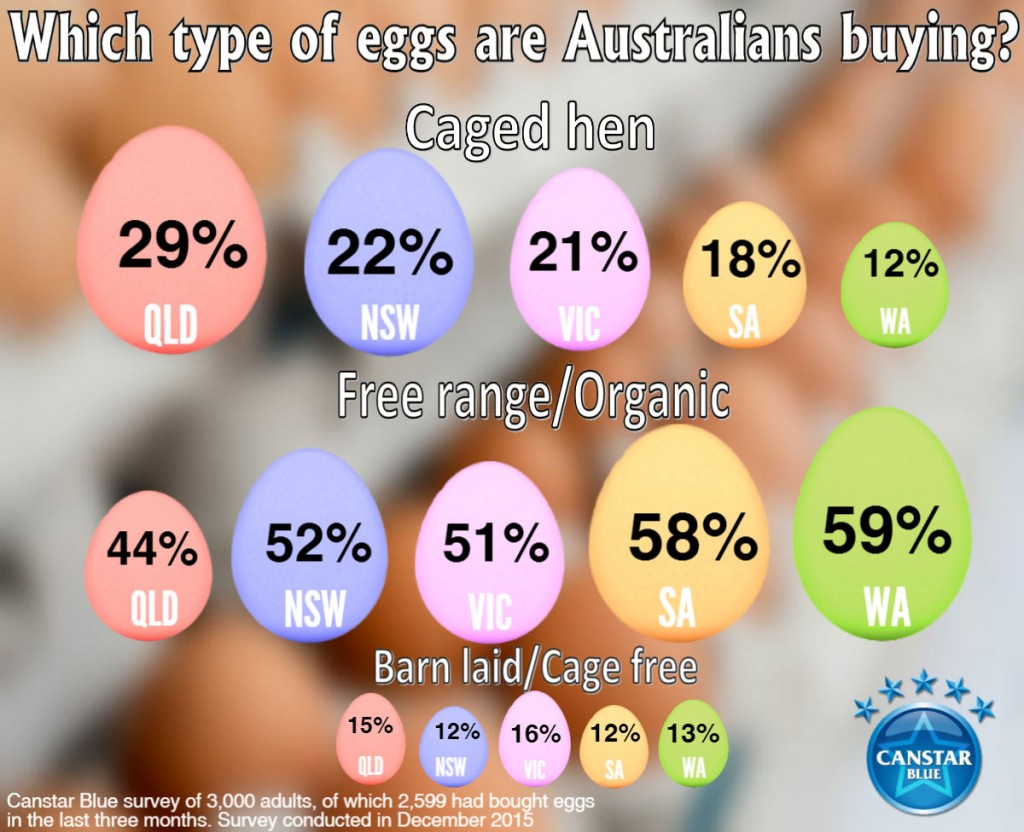 Which type of eggs are Australians buying?
Caged hen
29% 22% 21% 18% 12%
QLD NSW VIC SA WA
Free range/Organic
44% 52% 51% 58% 59%
QLD NSW VIC SA WA
Barn laid/Cage free
15% 12% 16% 12% 13%
QLD NSW VIC SA WA
CANSTAR
BLUE
Canstar Blue survey of 3,000 adults, of which 2,599 had bought eggs
in the last three months. Survey conducted in December 2015